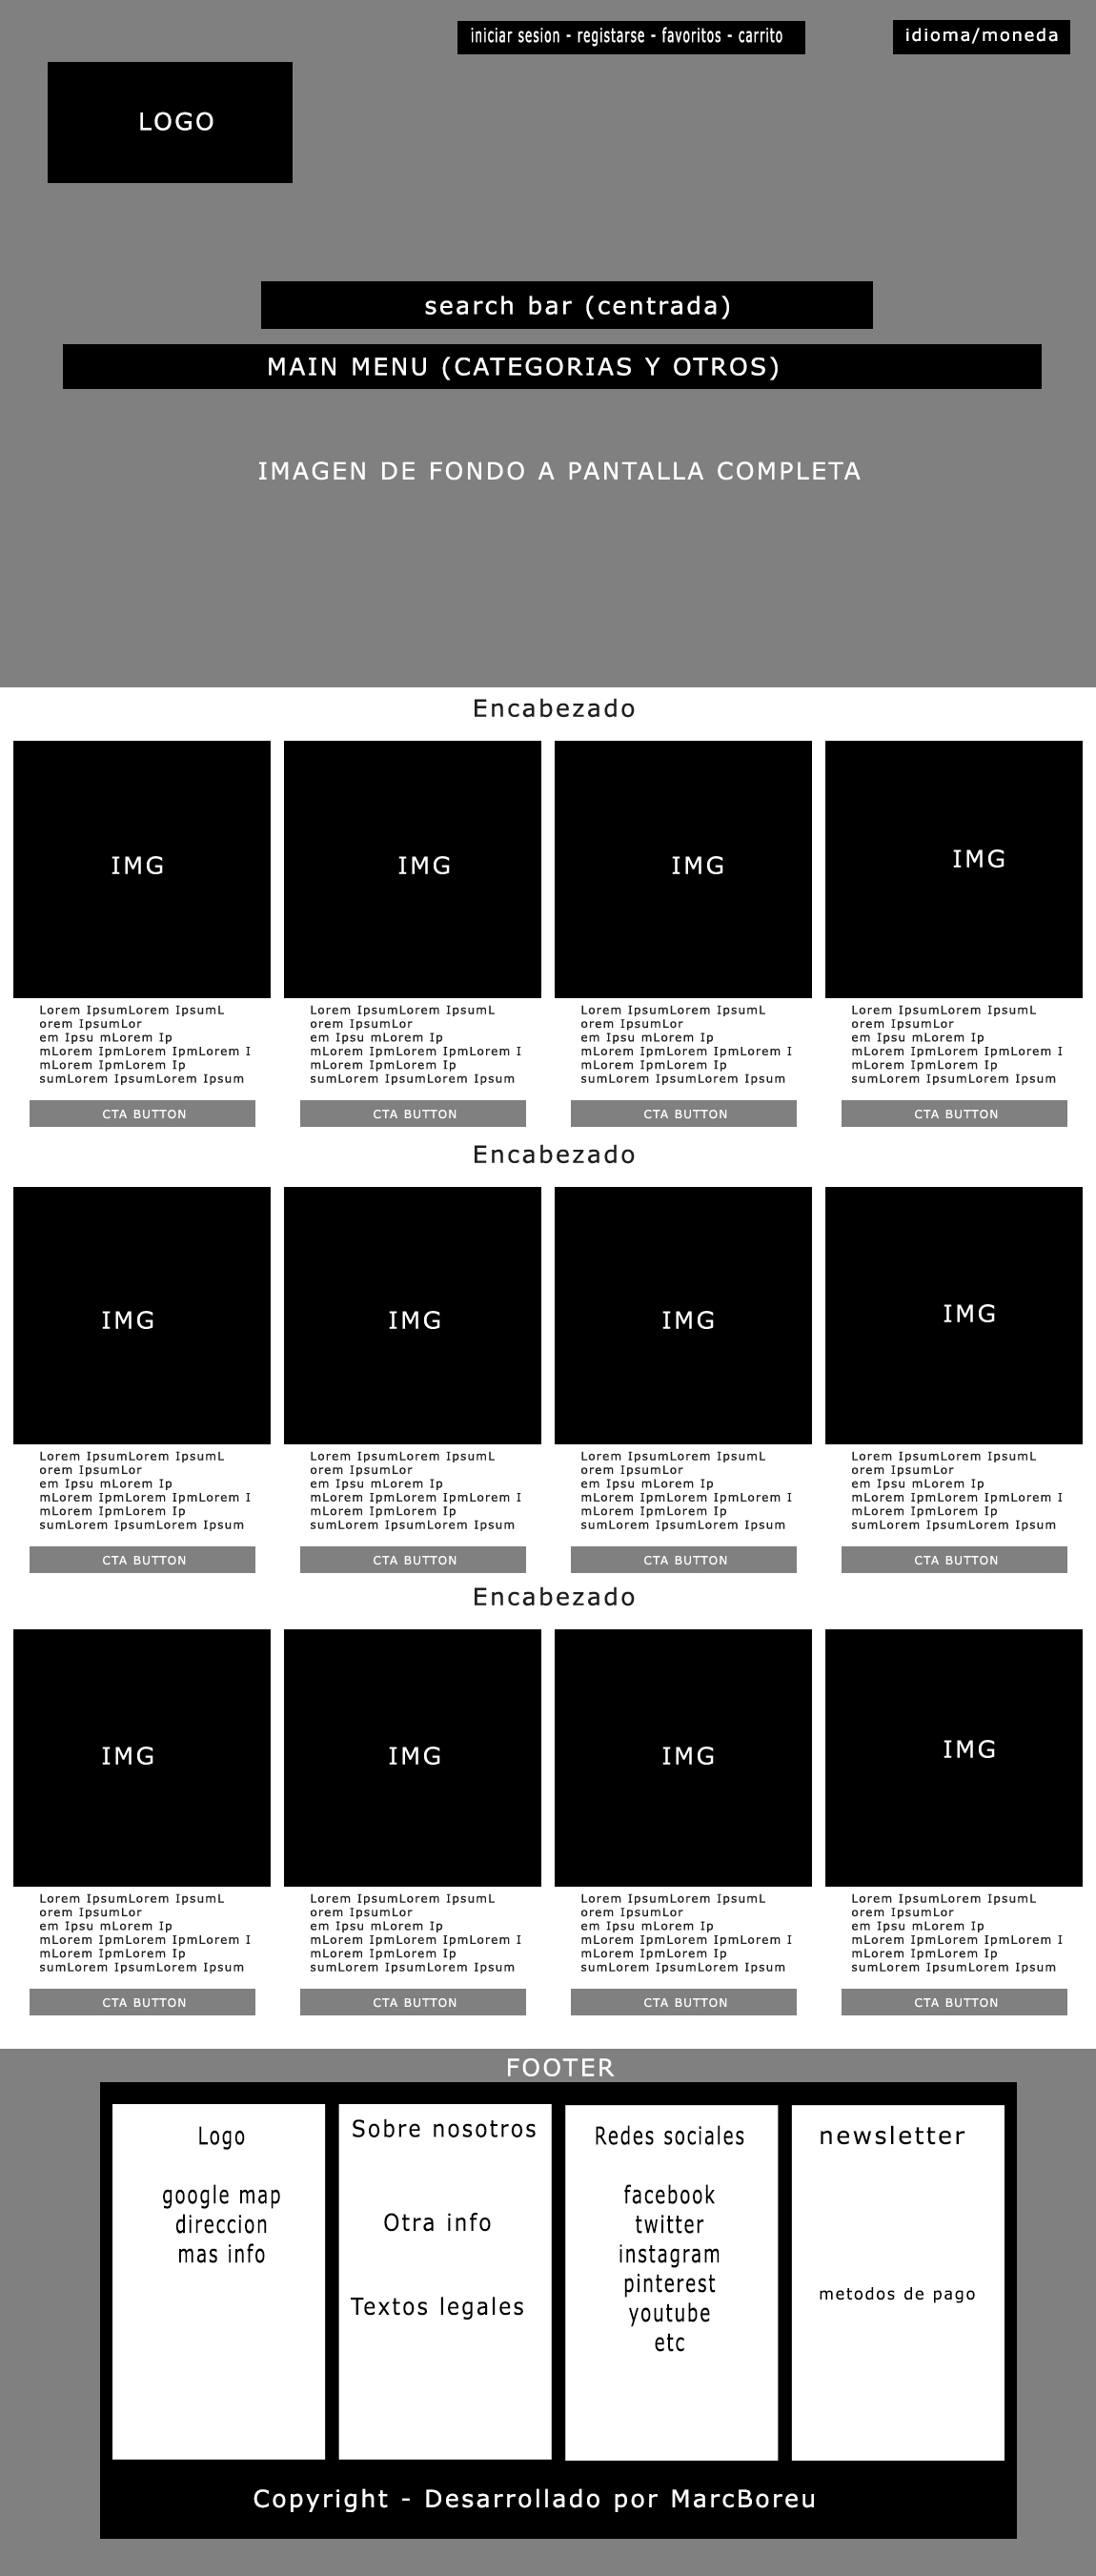 iniciar sesion - registarse - favoritos - carrito
idioma/moneda
LOGO
search bar (centrada)
MAIN MENU (CATEGORIAS Y OTROS)
IMAGEN DE FONDO A PANTALLA COMPLETA
Encabezado
IMG
IMG
IMG
IMG
Lorem IpsumLorem IpsumL
orem IpsumLor
em Ipsu mLorem Ip
mLorem IpmLorem IpmLorem I
mLorem IpmLorem Ip
sumLorem IpsumLorem Ipsum
CTA BUTTON
Lorem IpsumLorem IpsumL
orem IpsumLor
em Ipsu mLorem Ip
mLorem IpmLorem IpmLorem I
mLorem IpmLorem Ip
sumLorem IpsumLorem Ipsum
CTA BUTTON
Lorem IpsumLorem IpsumL
orem IpsumLor
em Ipsu mLorem Ip
mLorem IpmLorem IpmLorem I
mLorem IpmLorem Ip
sumLorem IpsumLorem Ipsum
CTA BUTTON
Lorem IpsumLorem IpsumL
orem IpsumLor
em Ipsu mLorem Ip
mLorem IpmLorem IpmLorem I
mLorem IpmLorem Ip
sumLorem IpsumLorem Ipsum
CTA BUTTON
Encabezado
IMG
IMG
IMG
IMG
Lorem IpsumLorem IpsumL
orem IpsumLor
em Ipsu mLorem Ip
mLorem IpmLorem IpmLorem I
mLorem IpmLorem Ip
sumLorem IpsumLorem Ipsum
CTA BUTTON
Lorem IpsumLorem IpsumL
orem IpsumLor
em Ipsu mLorem Ip
mLorem IpmLorem IpmLorem I
mLorem IpmLorem Ip
sumLorem IpsumLorem Ipsum
CTA BUTTON
Lorem IpsumLorem IpsumL
orem IpsumLor
em Ipsu mLorem Ip
mLorem IpmLorem IpmLorem I
mLorem IpmLorem Ip
sumLorem IpsumLorem Ipsum
CTA BUTTON
Lorem IpsumLorem IpsumL
orem IpsumLor
em Ipsu mLorem Ip
mLorem IpmLorem IpmLorem I
mLorem IpmLorem Ip
sumLorem IpsumLorem Ipsum
CTA BUTTON
Encabezado
IMG
IMG
IMG
IMG
Lorem IpsumLorem IpsumL
orem IpsumLor
em Ipsu mLorem Ip
mLorem IpmLorem IpmLorem I
mLorem IpmLorem Ip
sumLorem IpsumLorem Ipsum
CTA BUTTON
Lorem IpsumLorem IpsumL
orem IpsumLor
em Ipsu mLorem Ip
mLorem IpmLorem IpmLorem I
mLorem IpmLorem Ip
sumLorem IpsumLorem Ipsum
CTA BUTTON
Lorem IpsumLorem IpsumL
orem IpsumLor
em Ipsu mLorem Ip
mLorem IpmLorem IpmLorem I
mLorem IpmLorem Ip
sumLorem IpsumLorem Ipsum
CTA BUTTON
Lorem IpsumLorem IpsumL
orem IpsumLor
em Ipsu mLorem Ip
mLorem IpmLorem IpmLorem I
mLorem IpmLorem Ip
sumLorem IpsumLorem Ipsum
CTA BUTTON
FOOTER
Logo
google map
direccion
mas info
Sobre nosotros
Otra info
Textos legales
Redes sociales
facebook
twitter
instagram
pinterest
youtube
etc
newsletter
metodos de pago
Copyright - Desarrollado por MarcBoreu